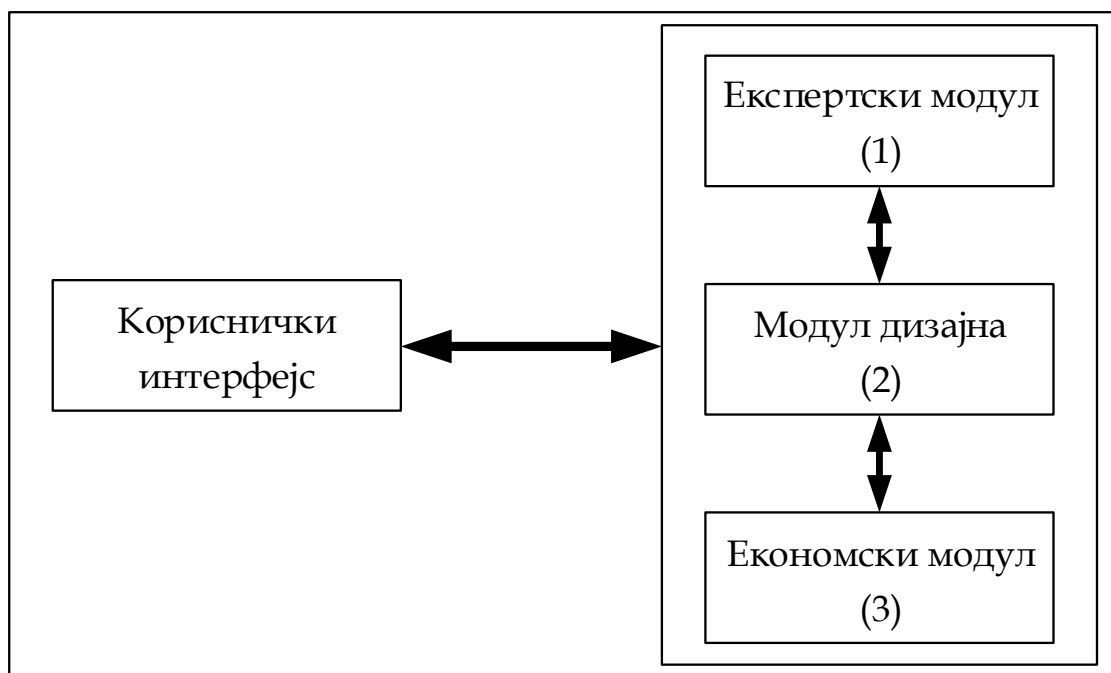 Експертски модул
(1)
Кориснички
интерфејс
Модул дизајна
(2)
Економски модул
(3)